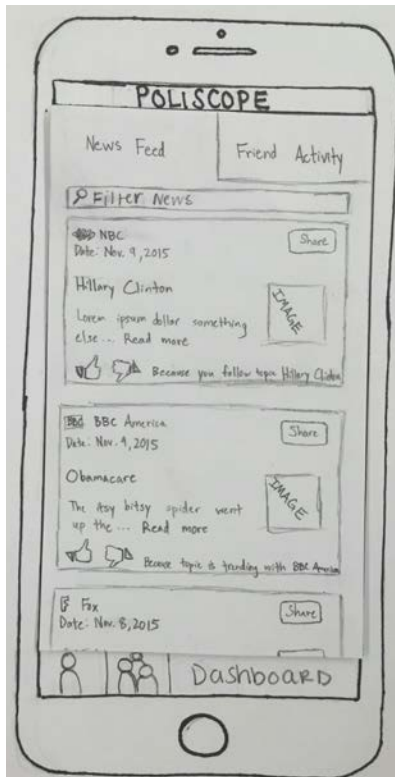 POLISCOPE
News Feed
Friend Activity
Filter News
NBC
Share
Date: Nov. 9, 2015
Hillary Clinton
Lorem ipsum dollar something
else... Read more
IMAGE
Because you follow topic Hillary Clinton
BBC BBC America
Share
Date: Nov. 9, 2015
Obamacare
The itsy bitsy spider went
up the ... Read more
IMAGE
Because topic is trending with BBC America
Fox
Share
Date: Nov. 8, 2015
DASHBOARD